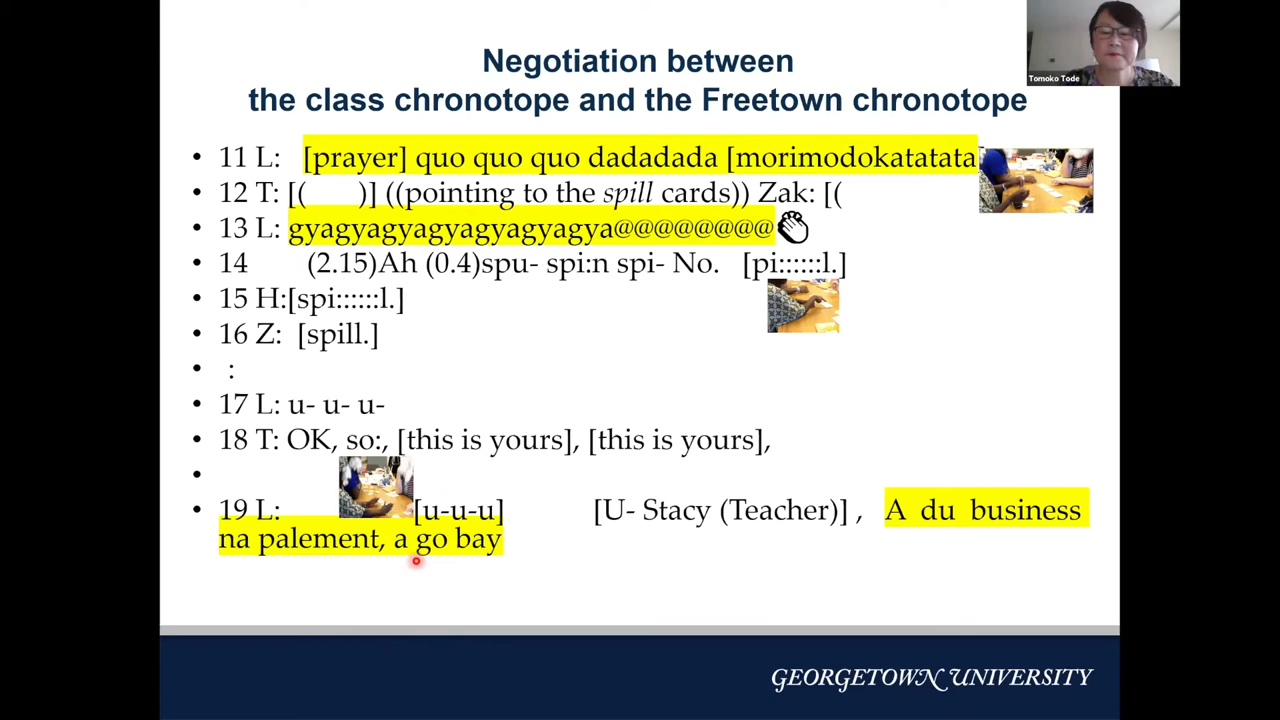 Negotiation between
the class chronotope and the Freetown chronotope
Tomoko Tode
• 11 L: [prayer] quo quo quo dadadada [morimodokatatata]
• 12 T: [( )] ((pointing to the spill cards)) Zak: [(
• 13 L: gyagyagyagyagyagyagya@@@@@@@@
• 14 (2.15)Ah (0.4)spu- spi:n spi- No. [pi::::::l.]
• 15 H:[spi::::::l.]
• 16 Z: [spill.]
• :
• 17 L: u- u- u-
• 18 T: OK, so:, [this is yours], [this is yours],
•
• 19 L: [u-u-u] [U- Stacy (Teacher)] , A du business
na palement, a go bay
GEORGETOWN UNIVERSITY